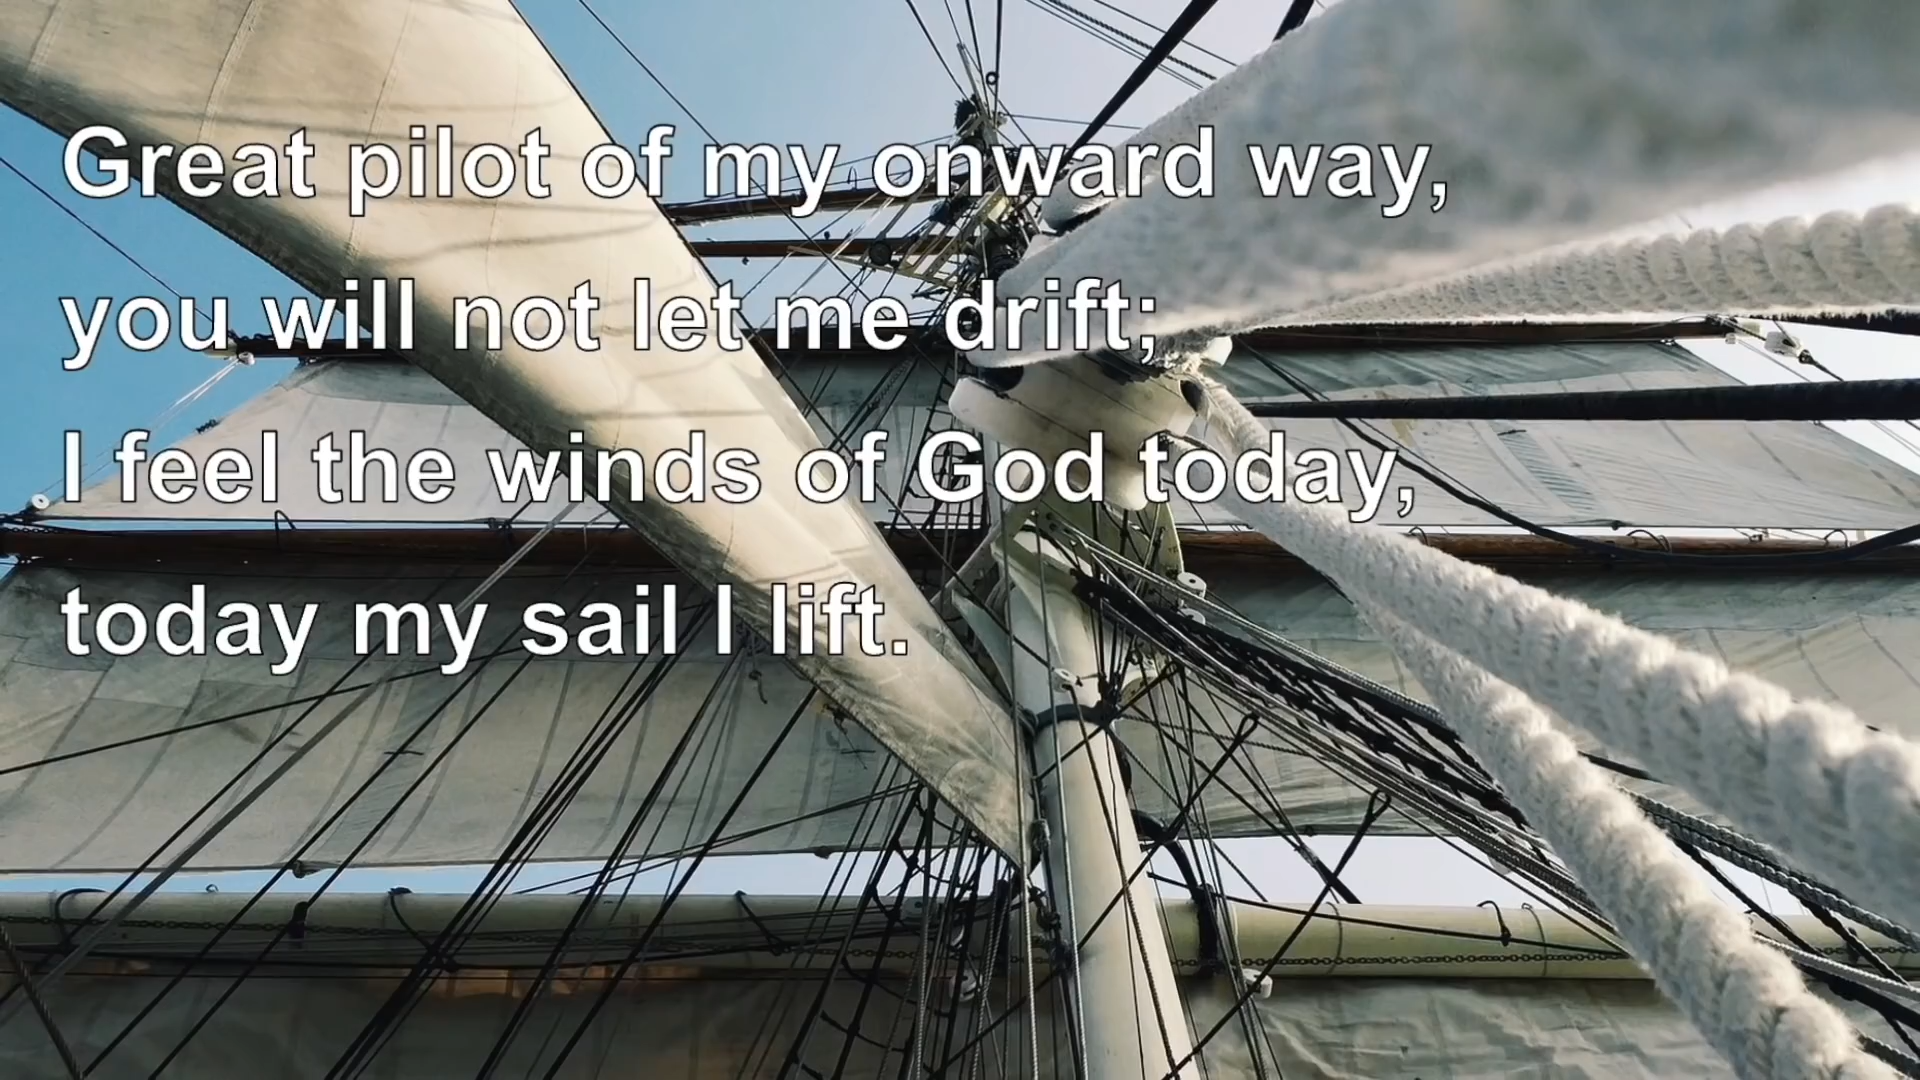 Great pilot of my onward way,
you will not let me drift;
I feel the winds of God today,
today my sail I lift.